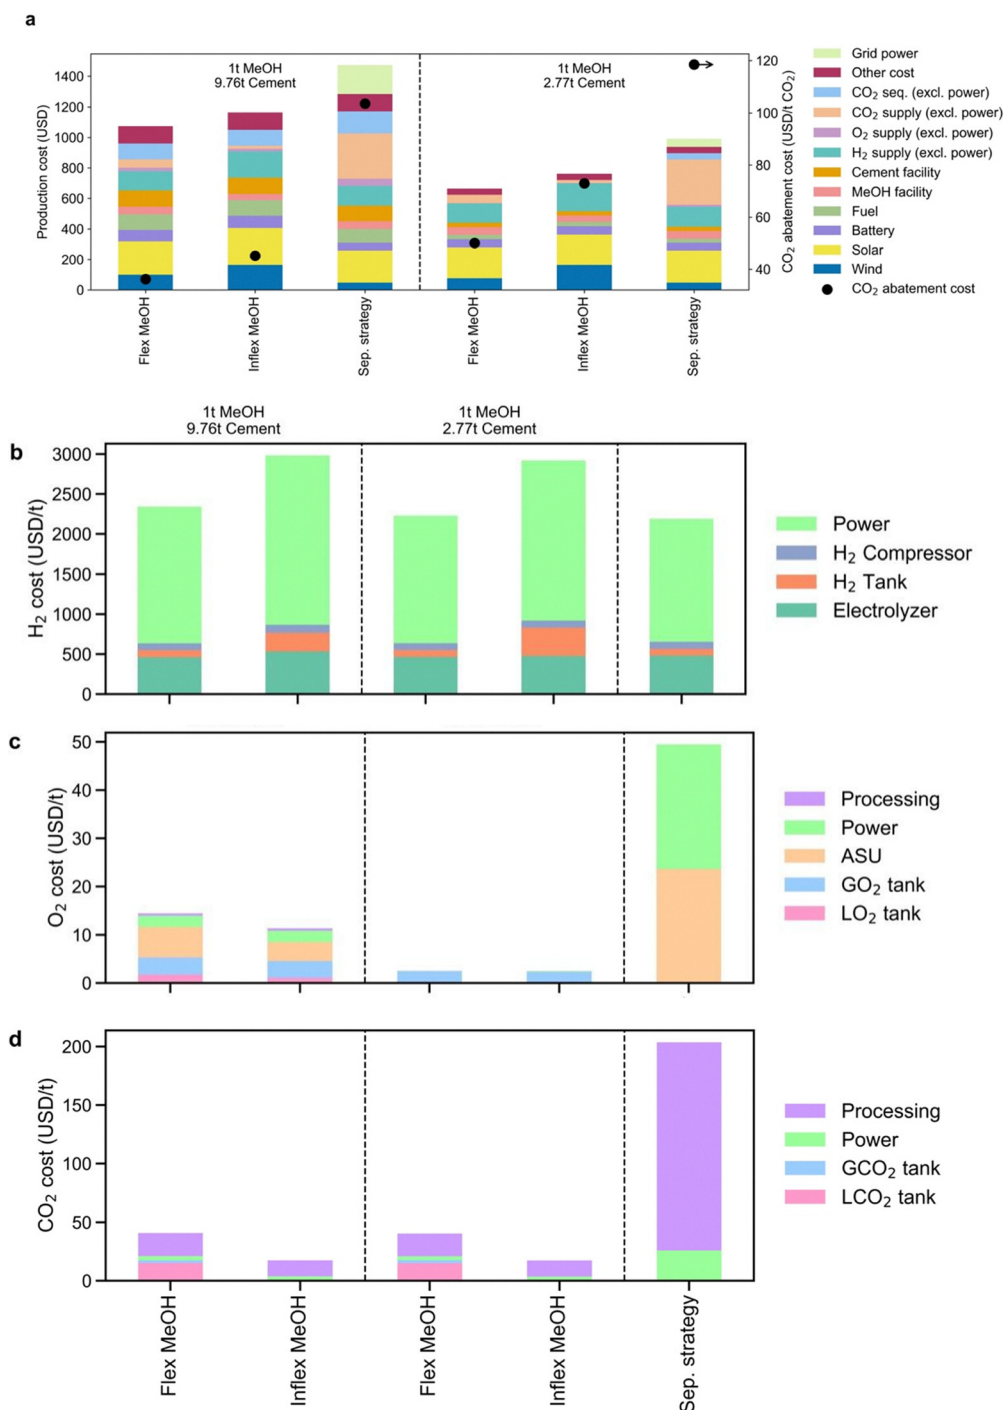 a
1t MeOH
9.76t Cement
1t MeOH
2.77t Cement
Production cost (USD)
1400
1200
1000
800
600
400
200
0
120
100
80
60
40
CO₂ abatement cost (USD/t CO₂)
Flex MeOH
Inflex MeOH
Sep. strategy
Flex MeOH
Inflex MeOH
Sep. strategy
Grid power
Other cost
CO₂ seq. (excl. power)
CO₂ supply (excl. power)
O₂ supply (excl. power)
H₂ supply (excl. power)
Cement facility
MeOH facility
Fuel
Battery
Solar
Wind
CO₂ abatement cost
1t MeOH
9.76t Cement
1t MeOH
2.77t Cement
b
H₂ cost (USD/t)
3000
2500
2000
1500
1000
500
0
Power
H₂ Compressor
H₂ Tank
Electrolyzer
c
O₂ cost (USD/t)
50
40
30
20
10
0
Processing
Power
ASU
GO₂ tank
LO₂ tank
d
CO₂ cost (USD/t)
200
150
100
50
0
Processing
Power
GCO₂ tank
LCO₂ tank
Flex MeOH
Inflex MeOH
Flex MeOH
Inflex MeOH
Sep. strategy